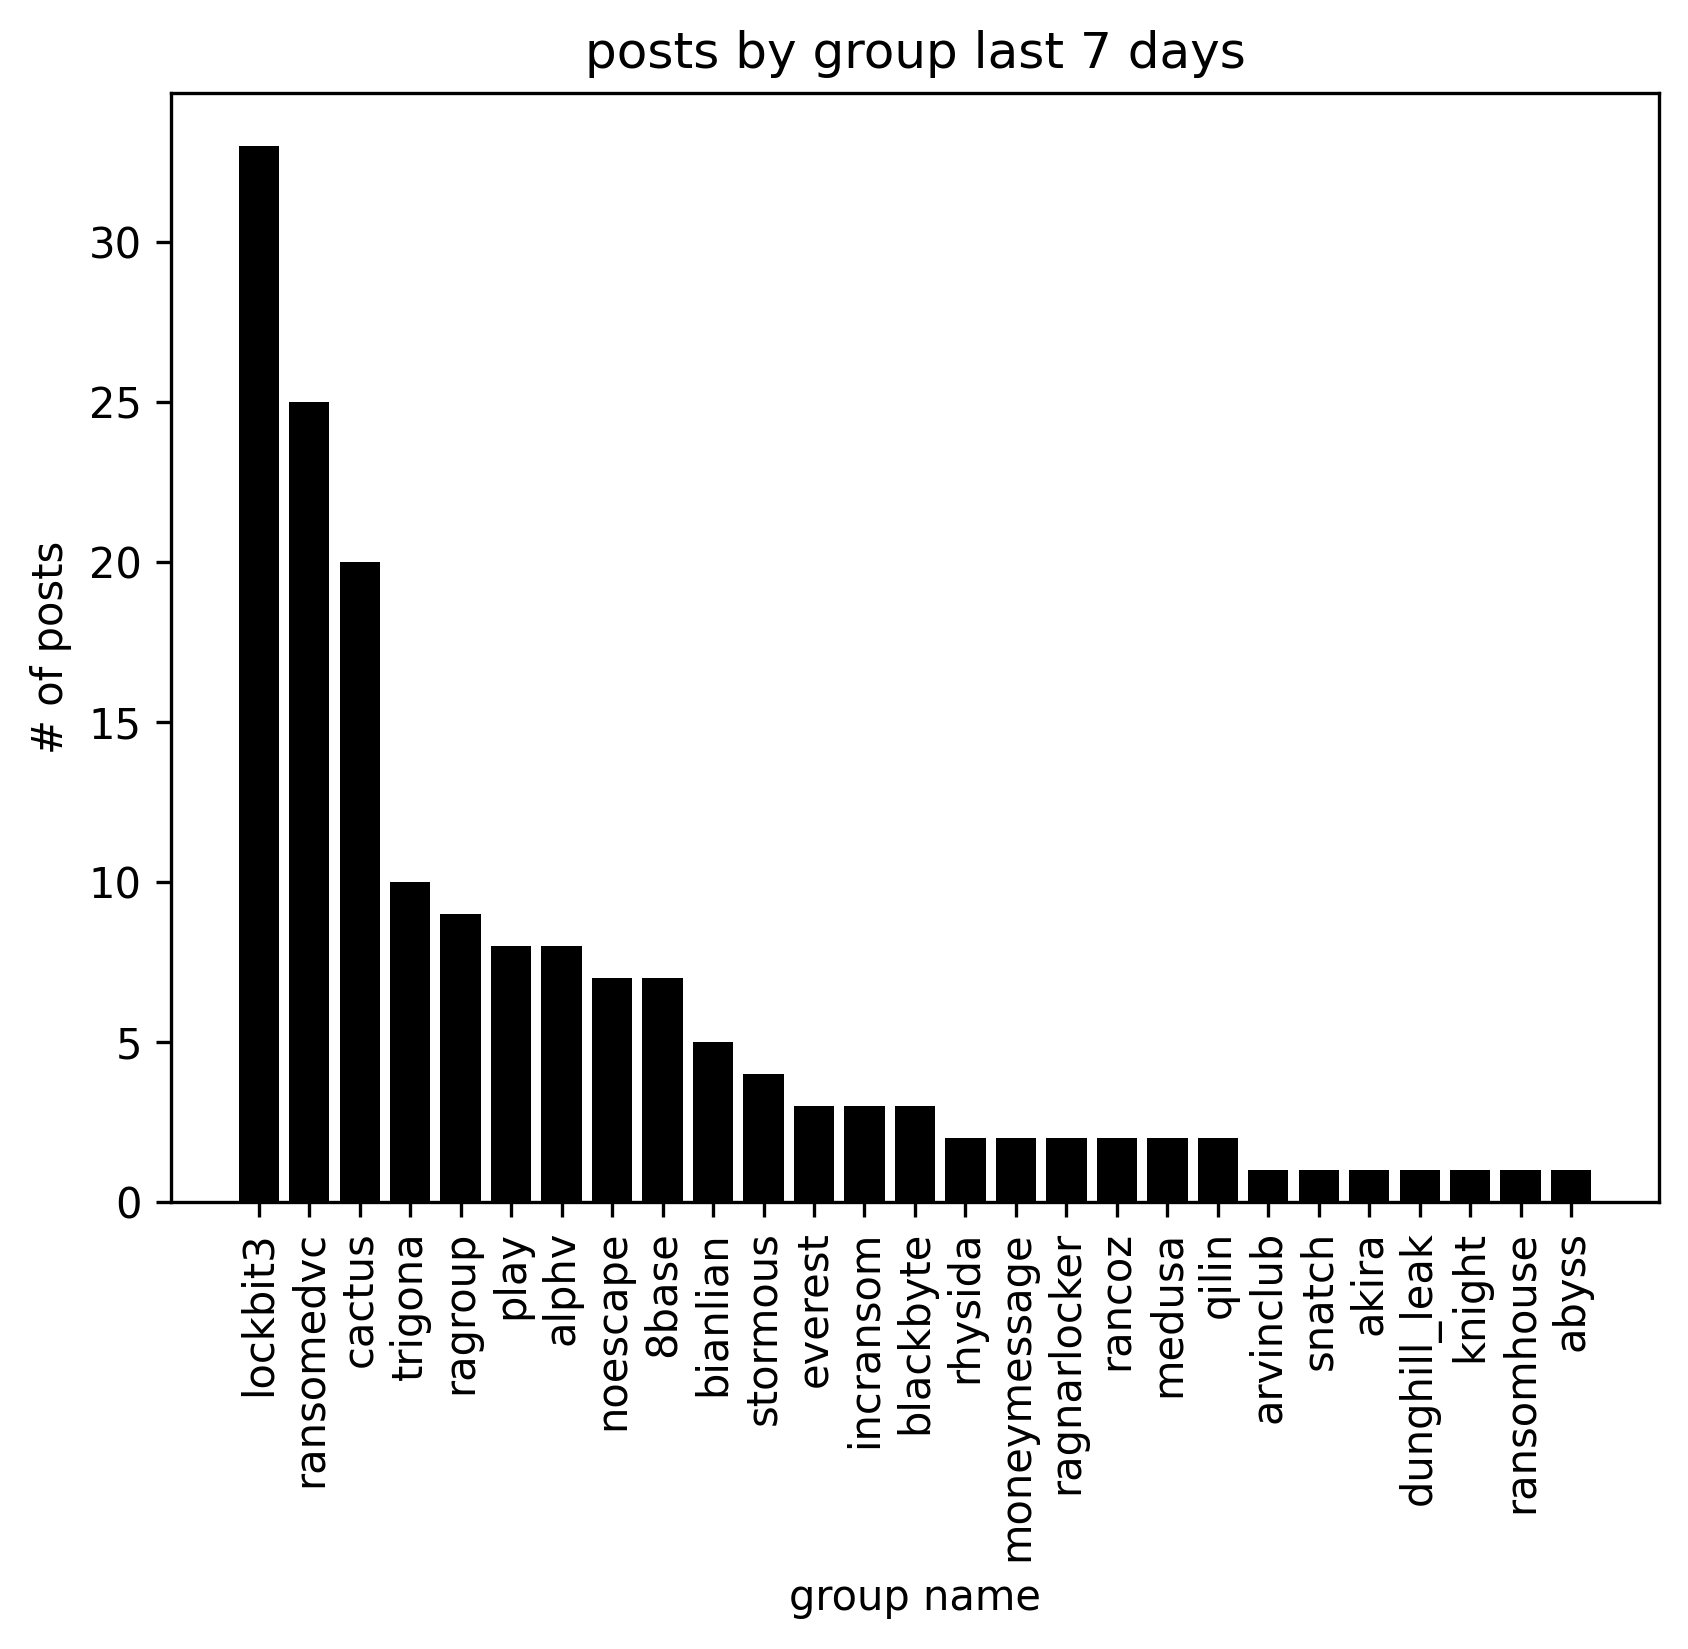 posts by group last 7 days
30
25
20
15
10
5
0
# of posts
lockbit3
ransomedvc
cactus
trigona
ragroup
play
alphv
noescape
8base
bianlian
stormous
everest
incransom
blackbyte
rhysida
moneymessage
ragnarlocker
rancoz
medusa
qilin
arvinclub
snatch
akira
dunghill_leak
knight
ransomhouse
abyss
group name